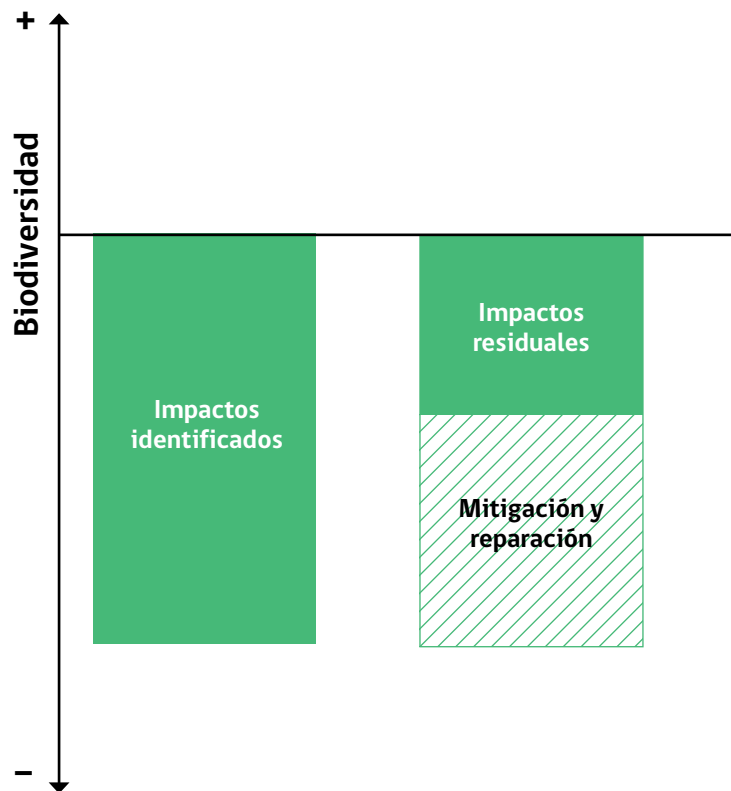 +
Biodiversidad
Impactos
identificados
Impactos
residuales
Mitigación y
reparación
–